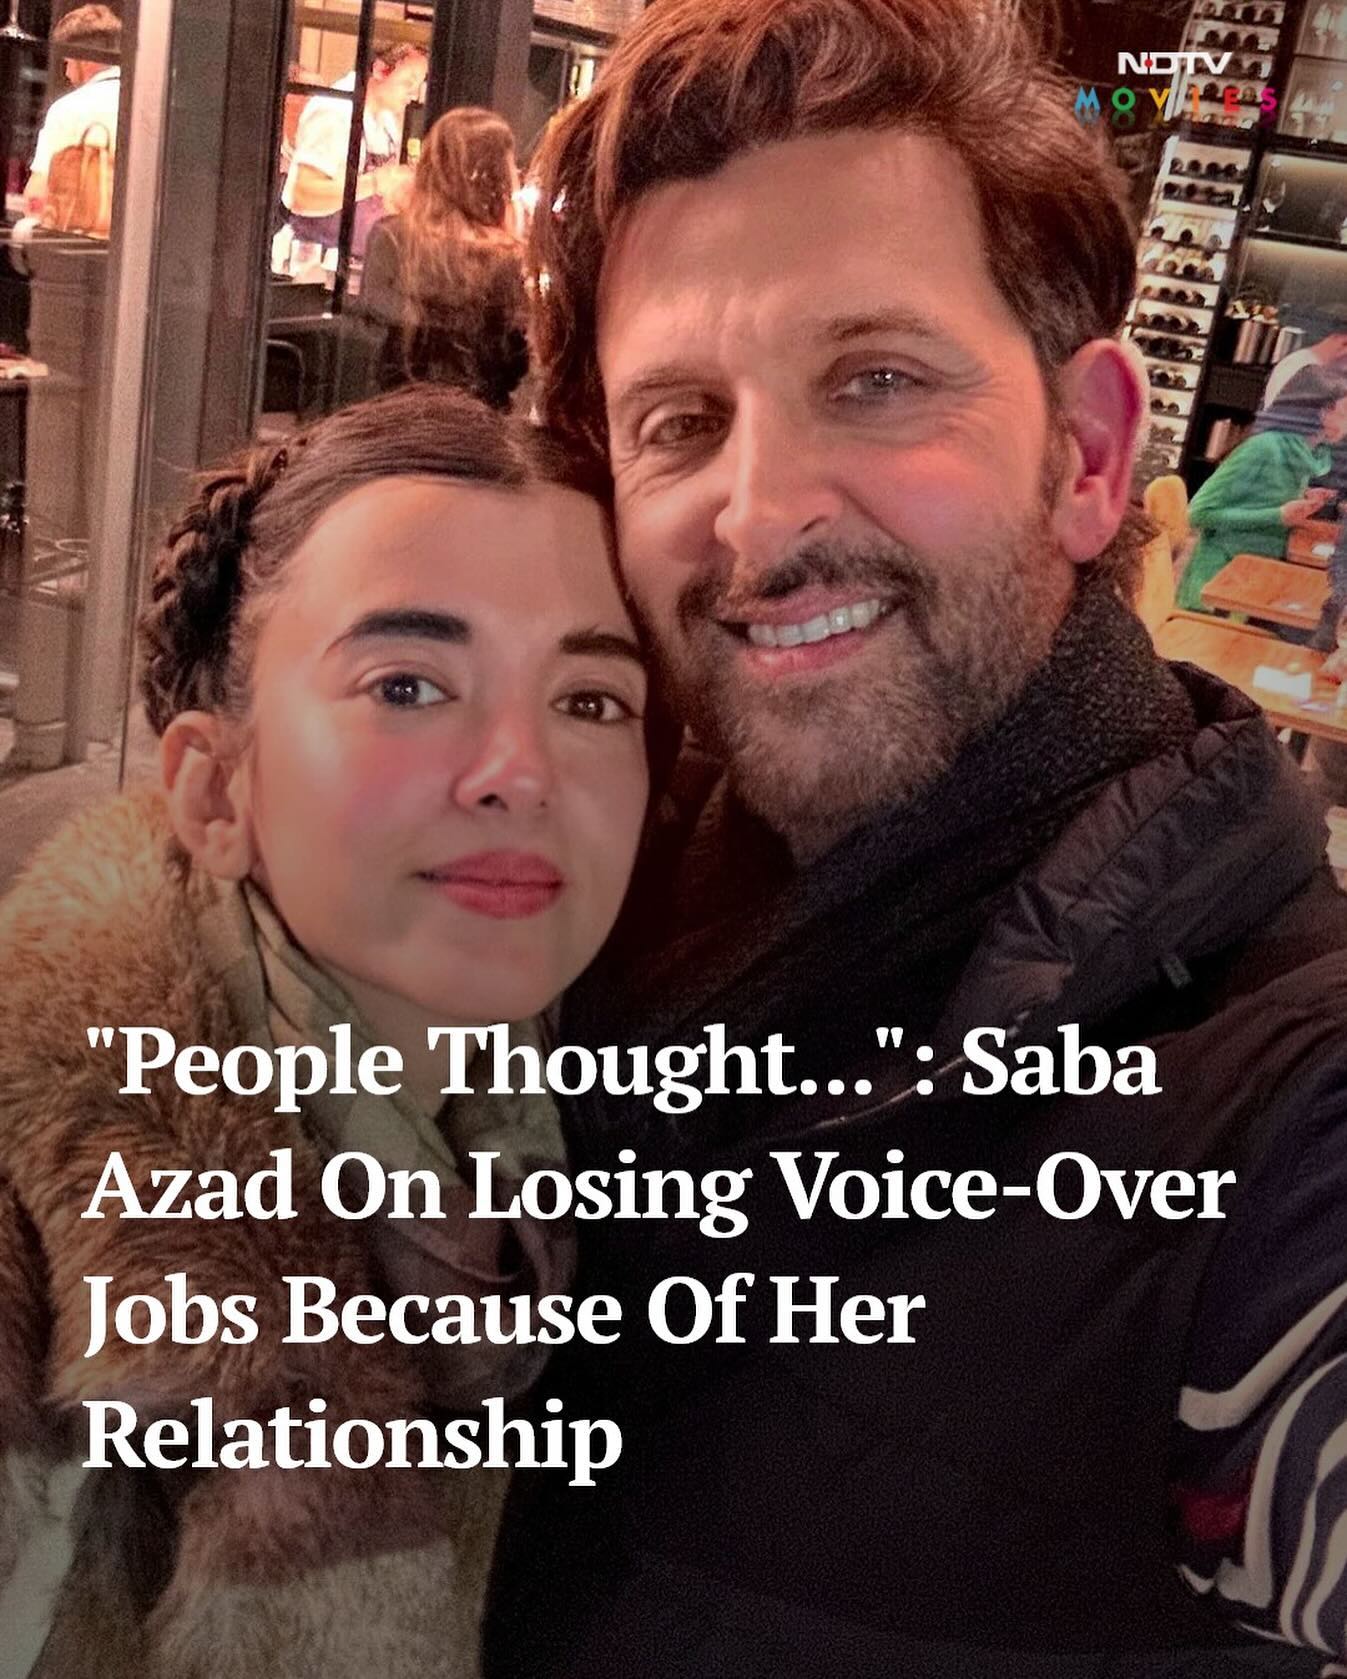 NDTV
MOVIES
"People Thought...": Saba
Azad On Losing Voice-Over
Jobs Because Of Her
Relationship